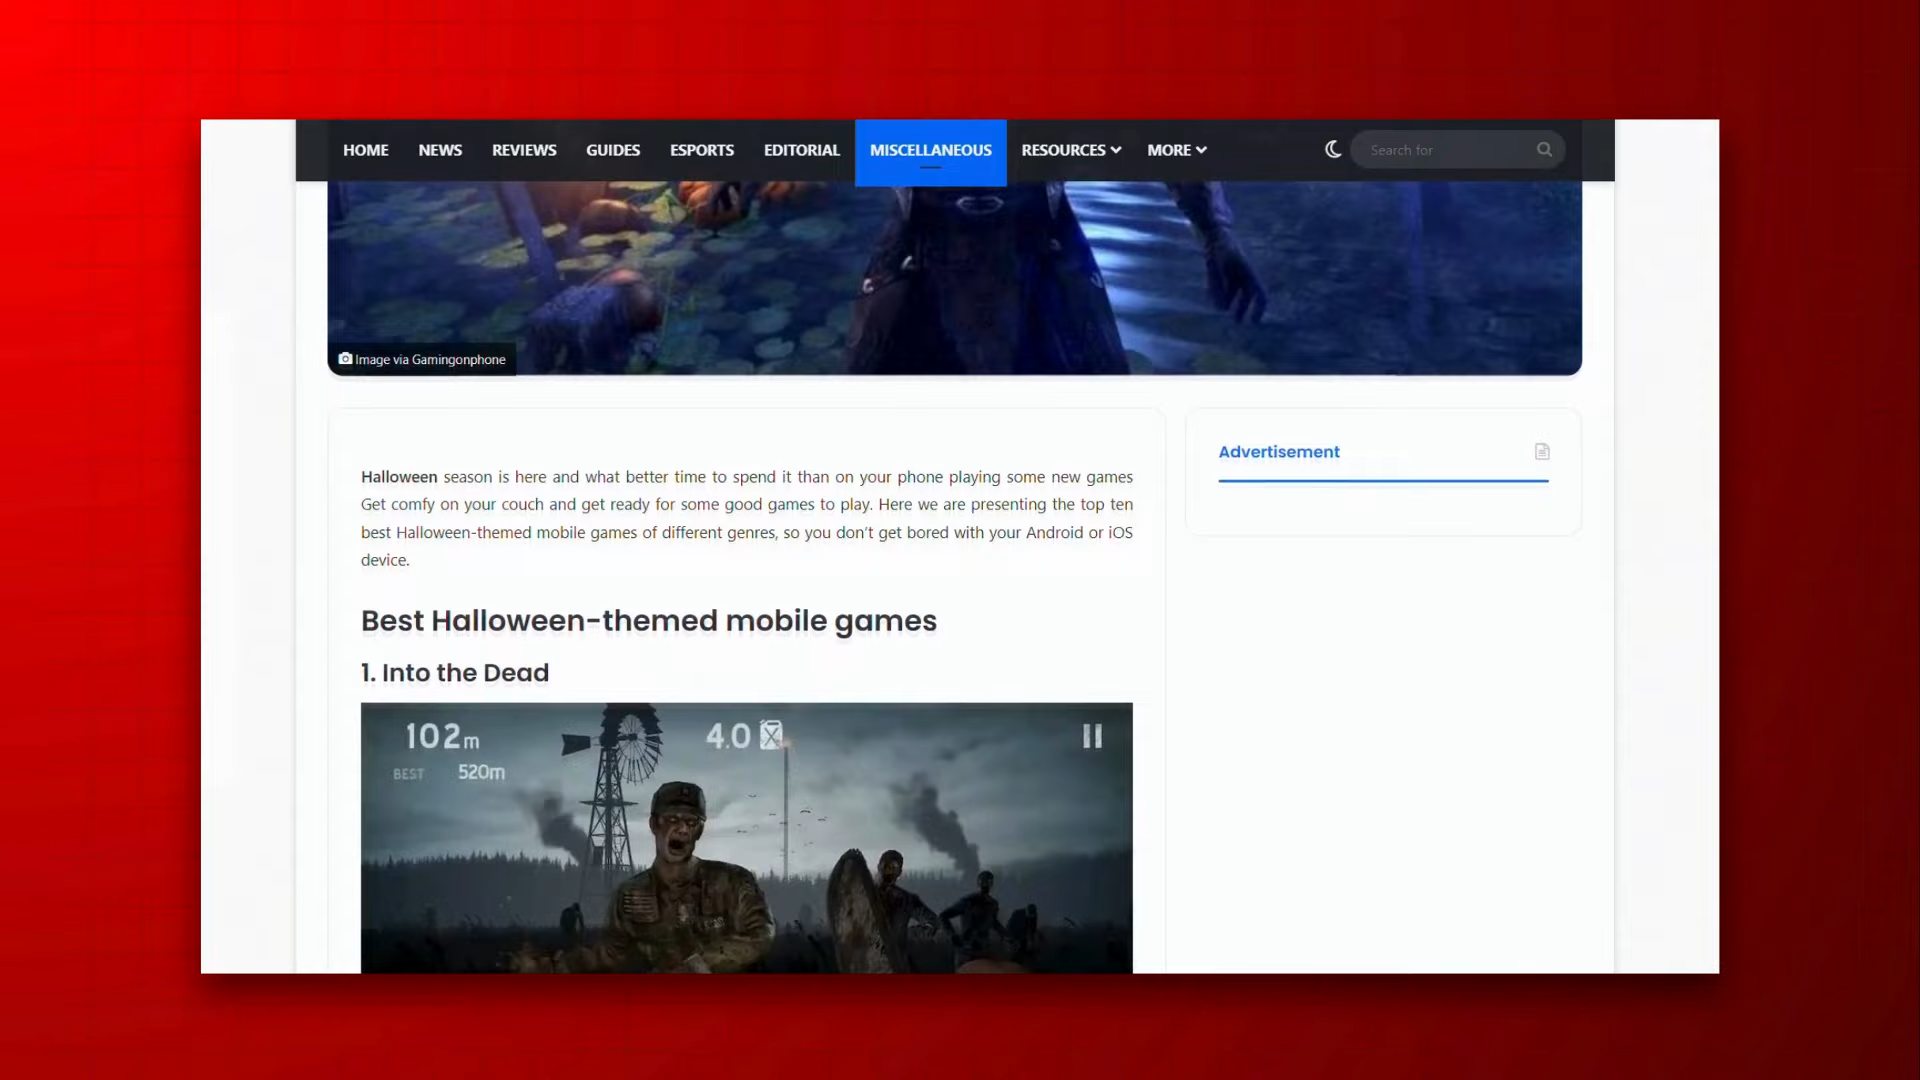 HOME NEWS REVIEWS GUIDES ESPORTS EDITORIAL MISCELLANEOUS RESOURCES MORE Search for
Image via Gamingonphone
Halloween season is here and what better time to spend it than on your phone playing some new games
Get comfy on your couch and get ready for some good games to play. Here we are presenting the top ten
best Halloween-themed mobile games of different genres, so you don’t get bored with your Android or iOS
device.
Advertisement
Best Halloween-themed mobile games
1. Into the Dead
102m 4.0
BEST 520m